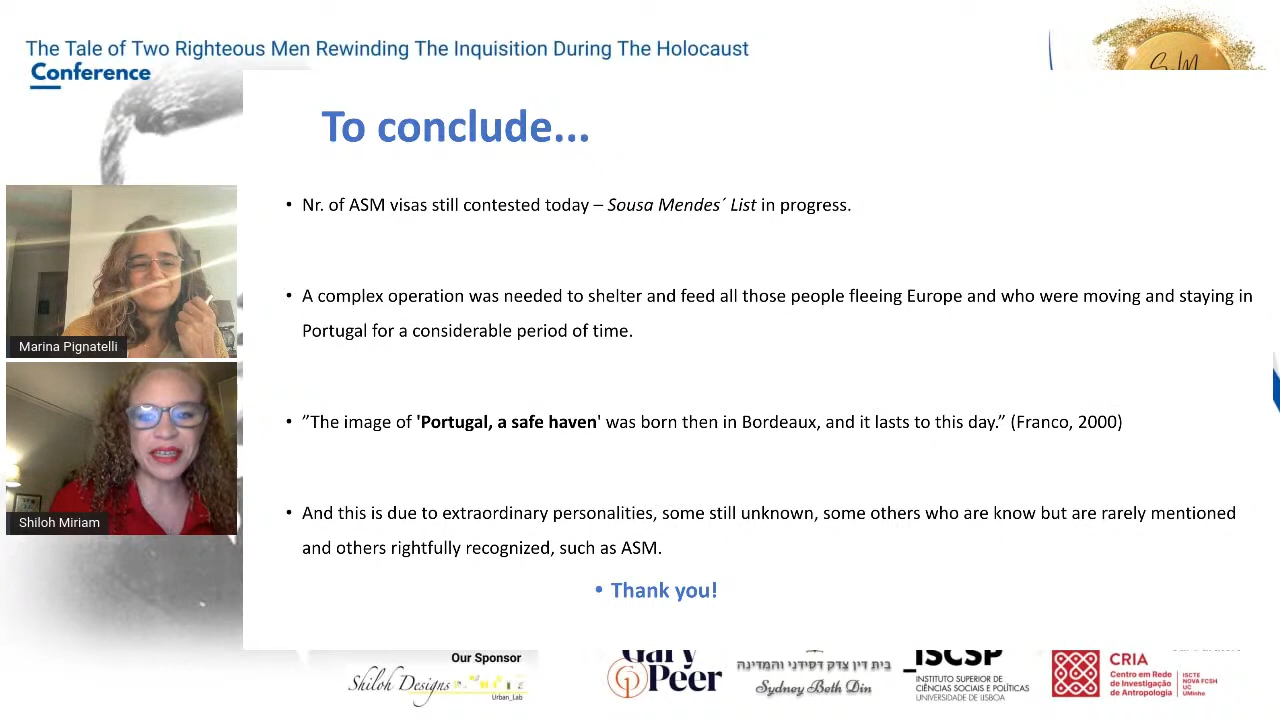 The Tale of Two Righteous Men Rewinding The Inquisition During The Holocaust
Conference
To conclude...
• Nr. of ASM visas still contested today – Sousa Mendes´ List in progress.
• A complex operation was needed to shelter and feed all those people fleeing Europe and who were moving and staying in
Portugal for a considerable period of time.
• ”The image of 'Portugal, a safe haven' was born then in Bordeaux, and it lasts to this day.” (Franco, 2000)
• And this is due to extraordinary personalities, some still unknown, some others who are know but are rarely mentioned
and others rightfully recognized, such as ASM.
• Thank you!
Marina Pignatelli
Shiloh Miriam
Our Sponsor
Shiloh Designs
Urban_Lab
Gary
Peer
בית דין צדק דסידני והמדינה
Sydney Beth Din
ISCSP
INSTITUTO SUPERIOR DE
CIÊNCIAS SOCIAIS E POLÍTICAS
UNIVERSIDADE DE LISBOA
CRIA
Centro em Rede
de Investigação
de Antropologia
ISCTE
NOVA FCSH
UC
UMinho